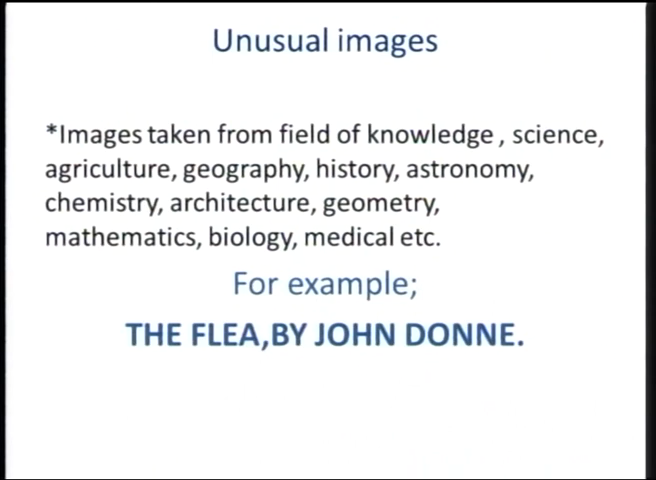 Unusual images
*Images taken from field of knowledge , science,
agriculture, geography, history, astronomy,
chemistry, architecture, geometry,
mathematics, biology, medical etc.
For example;
THE FLEA,BY JOHN DONNE.